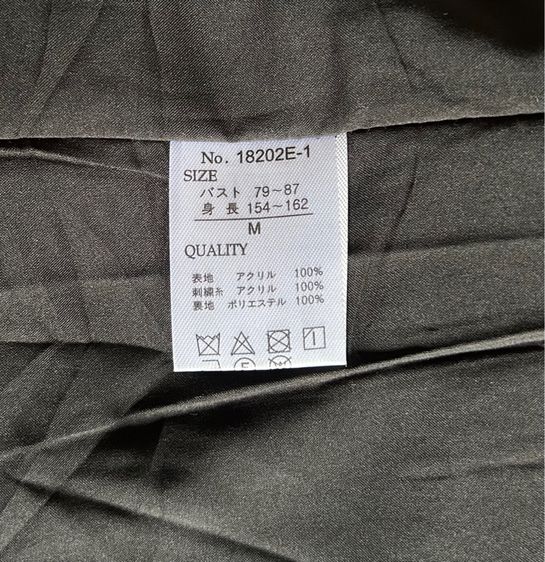 No. 18202E-1
SIZE
バスト 79～87
身 長 154～162
M
QUALITY
表地 アクリル 100%
刺繍糸 アクリル 100%
裏地 ポリエステル 100%